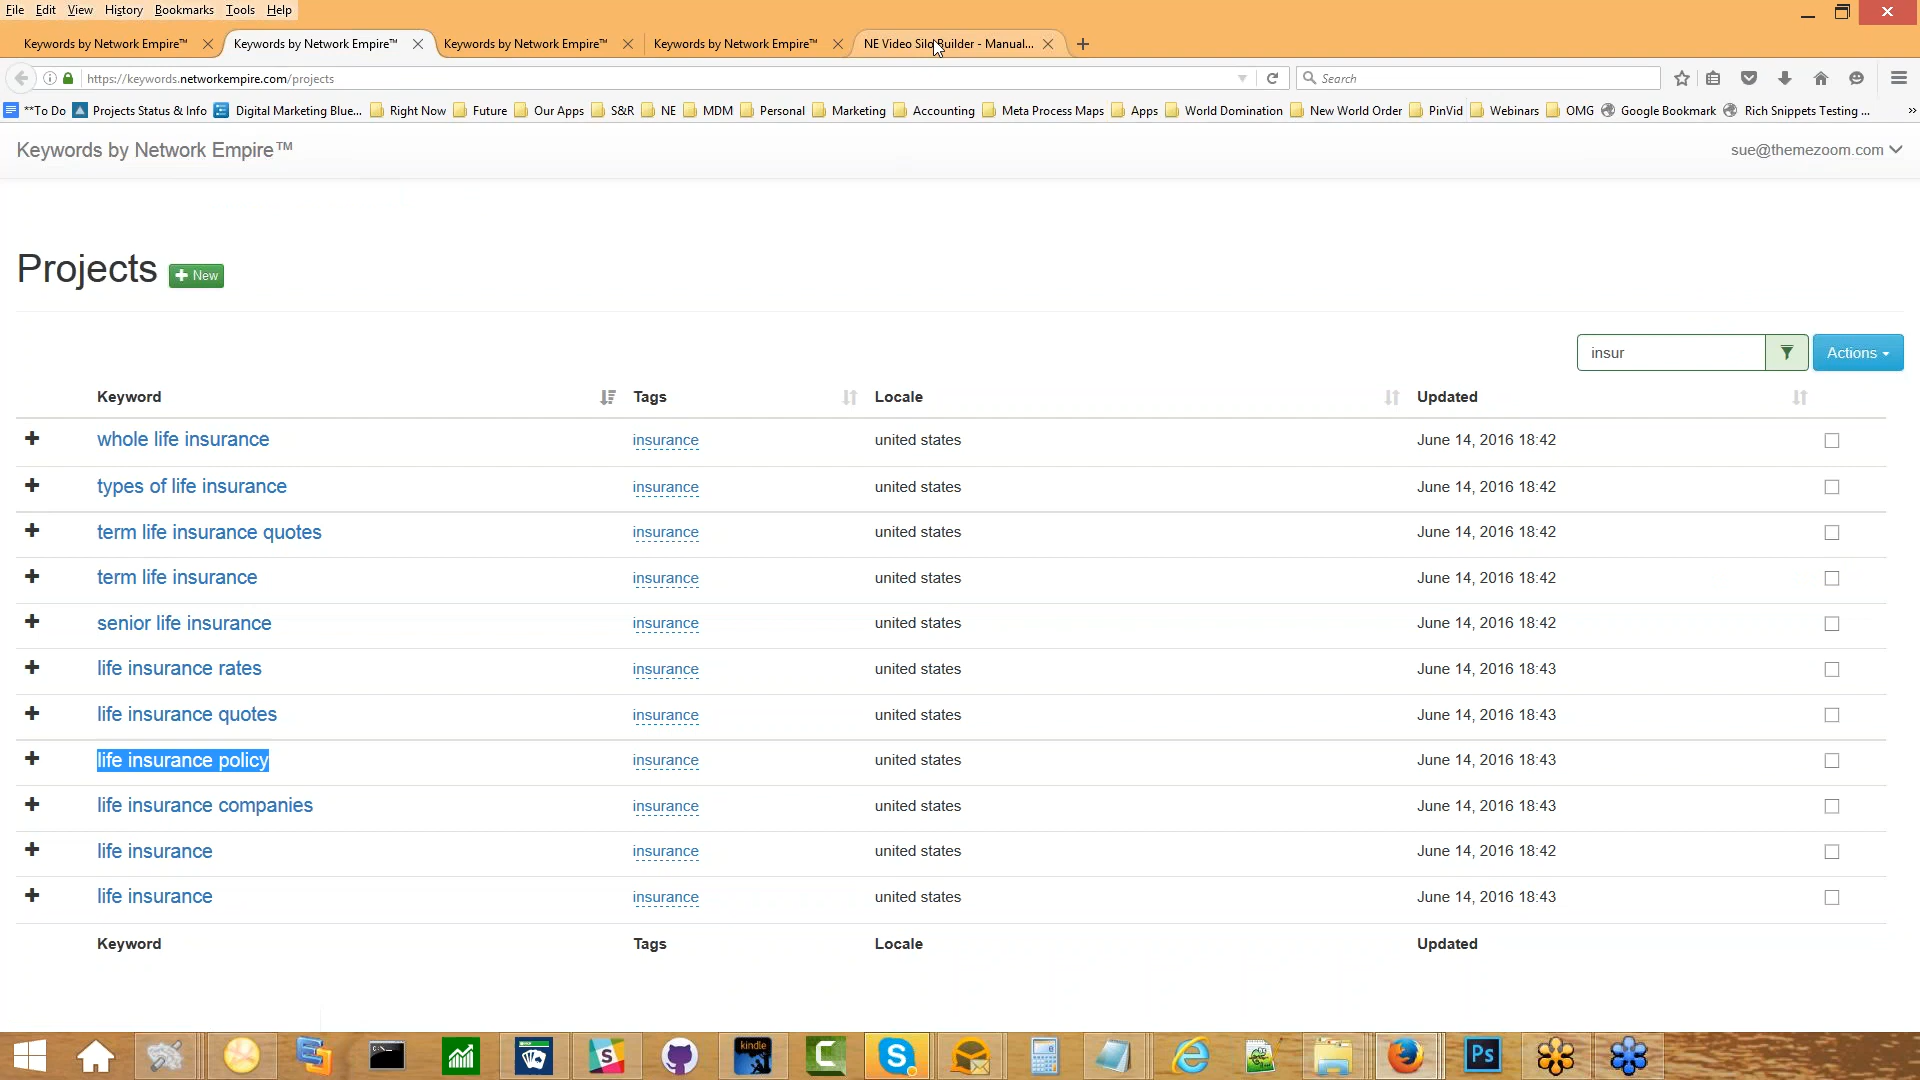 File Edit View History Bookmarks Tools Help
Keywords by Network Empire™ Keywords by Network Empire™ Keywords by Network Empire™ Keywords by Network Empire™ NE Video Silo Builder - Manual...
https://keywords.networkempire.com/projects Search
**To Do Projects Status & Info Digital Marketing Blue... Right Now Future Our Apps S&R NE MDM Personal Marketing Accounting Meta Process Maps Apps World Domination New World Order PinVid Webinars OMG Google Bookmark Rich Snippets Testing ... »
Keywords by Network Empire™ sue@themezoom.com
Projects + New
insur Actions
Keyword Tags Locale Updated
whole life insurance insurance united states June 14, 2016 18:42
types of life insurance insurance united states June 14, 2016 18:42
term life insurance quotes insurance united states June 14, 2016 18:42
term life insurance insurance united states June 14, 2016 18:42
senior life insurance insurance united states June 14, 2016 18:42
life insurance rates insurance united states June 14, 2016 18:43
life insurance quotes insurance united states June 14, 2016 18:43
life insurance policy insurance united states June 14, 2016 18:43
life insurance companies insurance united states June 14, 2016 18:43
life insurance insurance united states June 14, 2016 18:42
life insurance insurance united states June 14, 2016 18:43
Keyword Tags Locale Updated
kindle Ps